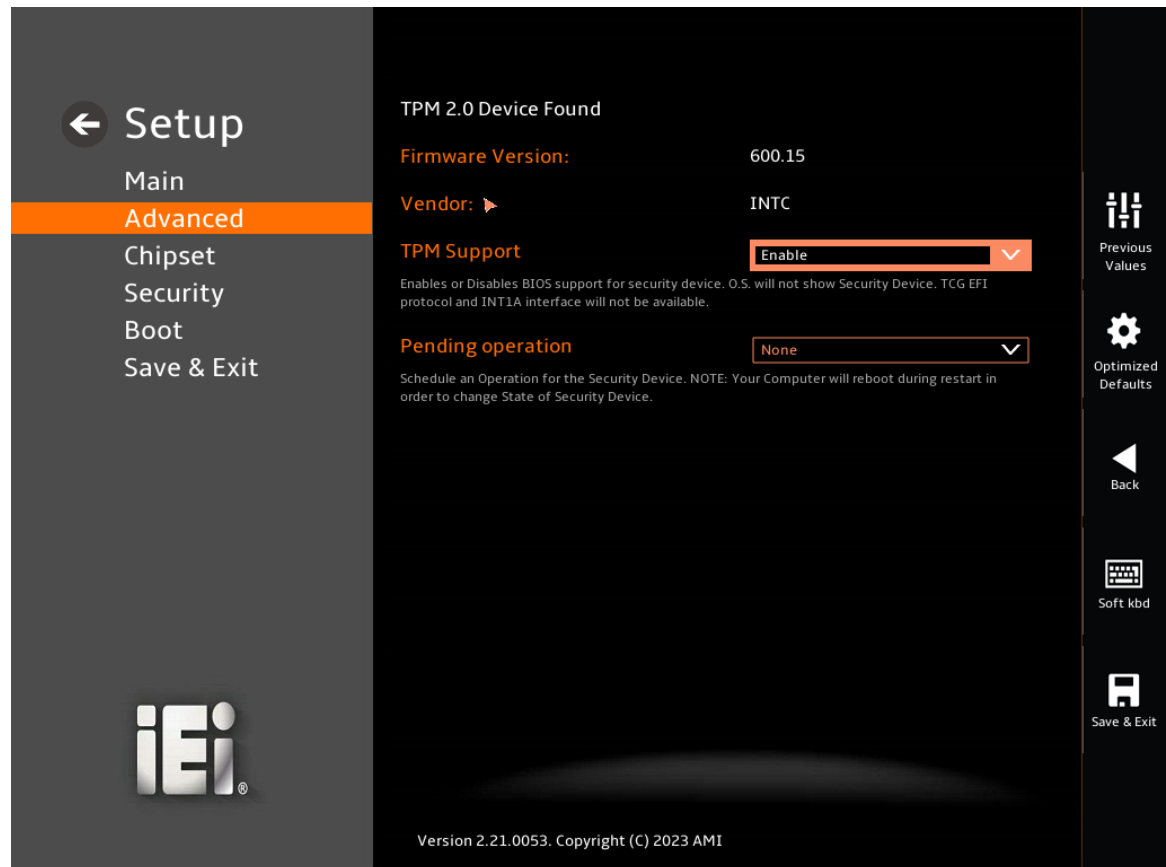 Setup
Main
Advanced
Chipset
Security
Boot
Save & Exit
iEi®
TPM 2.0 Device Found
Firmware Version: 600.15
Vendor: INTC
TPM Support Enable
Enables or Disables BIOS support for security device. O.S. will not show Security Device. TCG EFI
protocol and INT1A interface will not be available.
Pending operation None
Schedule an Operation for the Security Device. NOTE: Your Computer will reboot during restart in
order to change State of Security Device.
Version 2.21.0053. Copyright (C) 2023 AMI
Previous
Values
Optimized
Defaults
Back
Soft kbd
Save & Exit